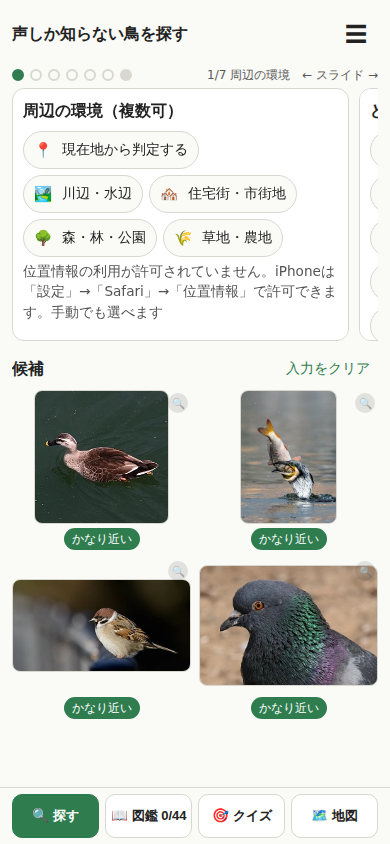 声しか知らない鳥を探す
1/7 周辺の環境 ← スライド →
周辺の環境（複数可）
現在地から判定する
川辺・水辺
住宅街・市街地
森・林・公園
草地・農地
位置情報の利用が許可されていません。iPhoneは
「設定」→「Safari」→「位置情報」で許可できま
す。手動でも選べます
候補
入力をクリア
かなり近い
かなり近い
かなり近い
かなり近い
探す
図鑑 0/44
クイズ
地図